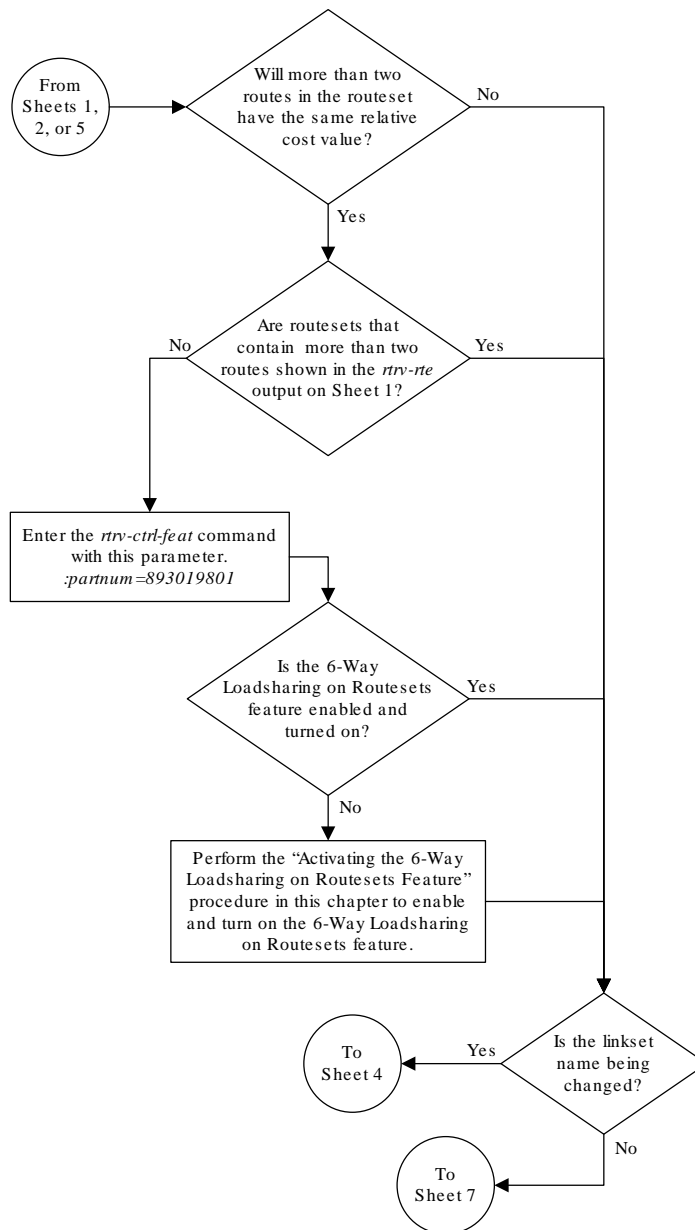 From
Sheets 1,
2, or 5
Will more than two
routes in the routeset
have the same relative
cost value?
No
Yes
Are routesets that
contain more than two
routes shown in the rtrv-rte
output on Sheet 1?
No
Yes
Enter the rtrv-ctrl-feat command
with this parameter.
:partnum=893019801
Is the 6-Way
Loadsharing on Routesets
feature enabled and
turned on?
Yes
No
Perform the “Activating the 6-Way
Loadsharing on Routesets Feature”
procedure in this chapter to enable
and turn on the 6-Way Loadsharing
on Routesets feature.
Is the linkset
name being
changed?
Yes
To
Sheet 4
No
To
Sheet 7